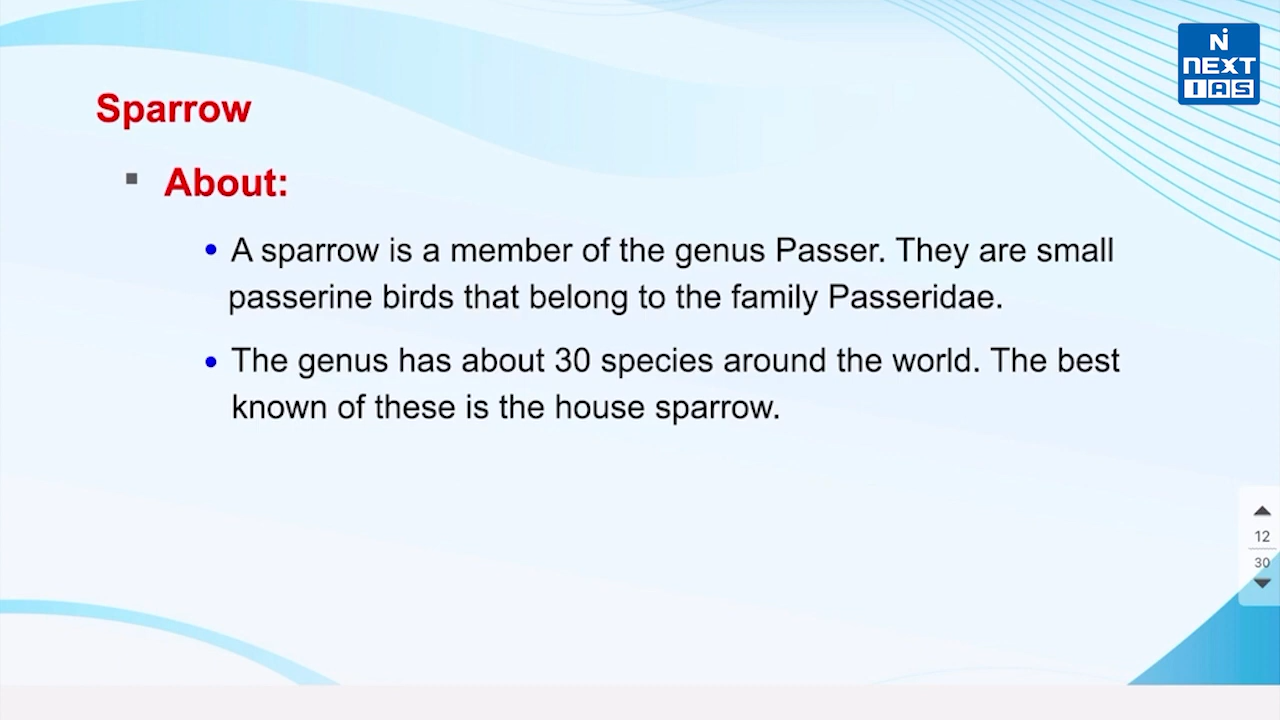 Ni
NEXT
IAS
Sparrow
About:
A sparrow is a member of the genus Passer. They are small
passerine birds that belong to the family Passeridae.
The genus has about 30 species around the world. The best
known of these is the house sparrow.
12
30